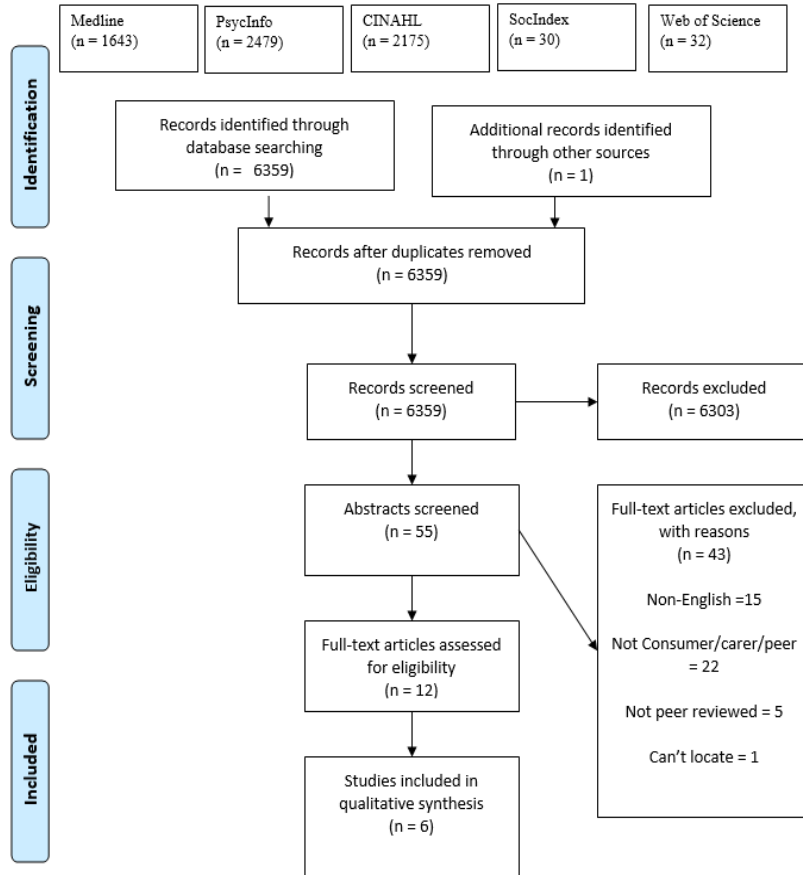 Medline
(n = 1643)
PsycInfo
(n = 2479)
CINAHL
(n = 2175)
SocIndex
(n = 30)
Web of Science
(n = 32)
Identification
Records identified through
database searching
(n = 6359)
Additional records identified
through other sources
(n = 1)
Records after duplicates removed
(n = 6359)
Screening
Records screened
(n = 6359)
Records excluded
(n = 6303)
Eligibility
Abstracts screened
(n = 55)
Full-text articles excluded,
with reasons
(n = 43)
Non-English =15
Not Consumer/carer/peer
= 22
Not peer reviewed = 5
Can't locate = 1
Full-text articles assessed
for eligibility
(n = 12)
Included
Studies included in
qualitative synthesis
(n = 6)